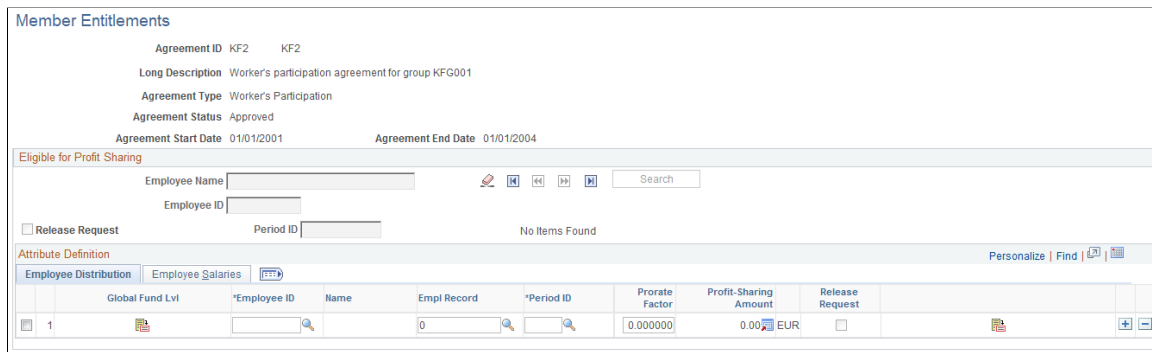 Member Entitlements
Agreement ID KF2 KF2
Long Description Worker's participation agreement for group KFG001
Agreement Type Worker's Participation
Agreement Status Approved
Agreement Start Date 01/01/2001 Agreement End Date 01/01/2004
Eligible for Profit Sharing
Employee Name Search
Employee ID
Release Request Period ID No Items Found
Attribute Definition Personalize | Find | |
Employee Distribution Employee Salaries
Global Fund Lvl *Employee ID Name Empl Record *Period ID Prorate Factor Profit-Sharing Amount Release Request
1 0 0.000000 0.00 EUR